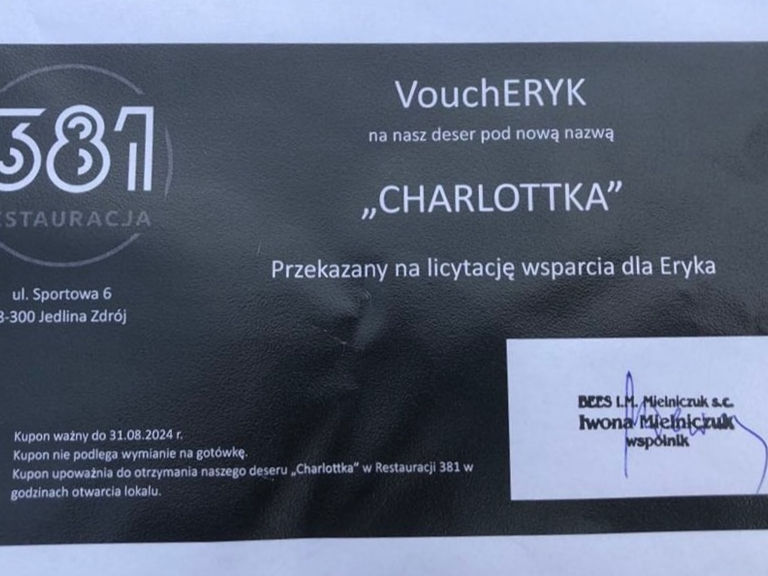 381
RESTAURACJA
ul. Sportowa 6
3-300 Jedlina Zdrój
VouchERYK
na nasz deser pod nową nazwą
„CHARLOTTKA”
Przekazany na licytację wsparcia dla Eryka
Kupon ważny do 31.08.2024 r.
Kupon nie podlega wymianie na gotówkę.
Kupon upoważnia do otrzymania naszego deseru „Charlottka” w Restauracji 381 w
godzinach otwarcia lokalu.
BEES I.M. Mielniczuk s.c.
Iwona Mielniczuk
wspólnik